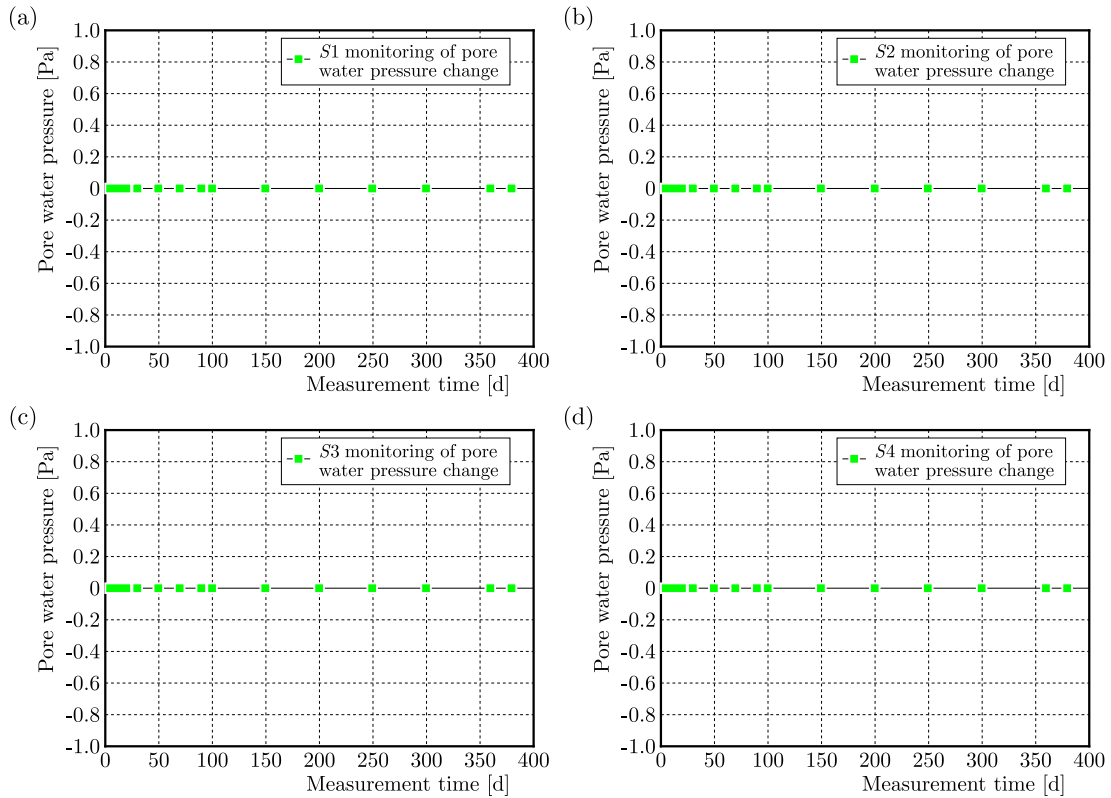 (a)
Pore water pressure [Pa]
1.0
0.8
0.6
0.4
0.2
0
-0.2
-0.4
-0.6
-0.8
-1.0
S1 monitoring of pore
water pressure change
0 50 100 150 200 250 300 350 400
Measurement time [d]
(b)
Pore water pressure [Pa]
1.0
0.8
0.6
0.4
0.2
0
-0.2
-0.4
-0.6
-0.8
-1.0
S2 monitoring of pore
water pressure change
0 50 100 150 200 250 300 350 400
Measurement time [d]
(c)
Pore water pressure [Pa]
1.0
0.8
0.6
0.4
0.2
0
-0.2
-0.4
-0.6
-0.8
-1.0
S3 monitoring of pore
water pressure change
0 50 100 150 200 250 300 350 400
Measurement time [d]
(d)
Pore water pressure [Pa]
1.0
0.8
0.6
0.4
0.2
0
-0.2
-0.4
-0.6
-0.8
-1.0
S4 monitoring of pore
water pressure change
0 50 100 150 200 250 300 350 400
Measurement time [d]